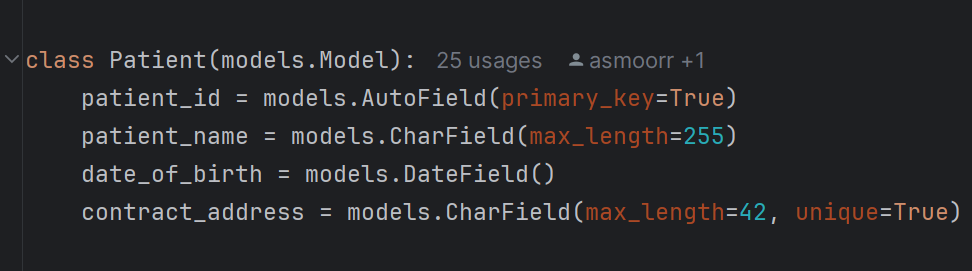 class Patient(models.Model): 25 usages asmoorr +1
    patient_id = models.AutoField(primary_key=True)
    patient_name = models.CharField(max_length=255)
    date_of_birth = models.DateField()
    contract_address = models.CharField(max_length=42, unique=True)